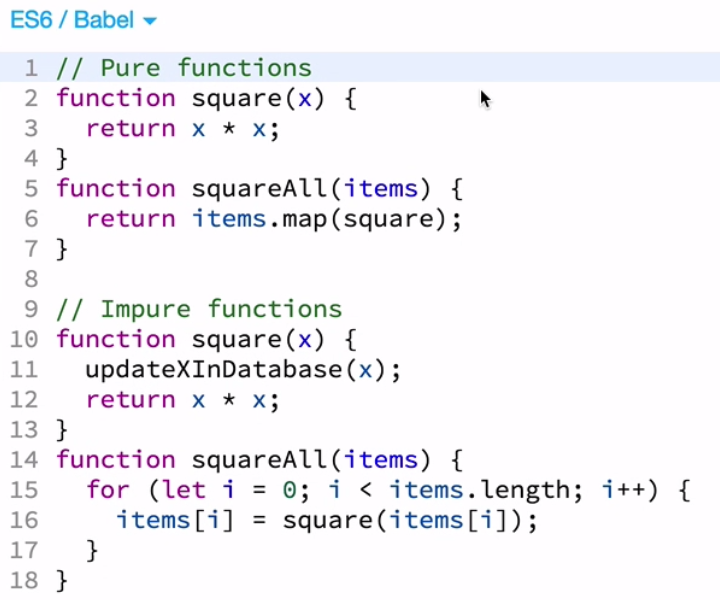 ES6 / Babel
1 // Pure functions
2 function square(x) {
3   return x * x;
4 }
5 function squareAll(items) {
6   return items.map(square);
7 }
8
9 // Impure functions
10 function square(x) {
11   updateXInDatabase(x);
12   return x * x;
13 }
14 function squareAll(items) {
15   for (let i = 0; i < items.length; i++) {
16     items[i] = square(items[i]);
17   }
18 }